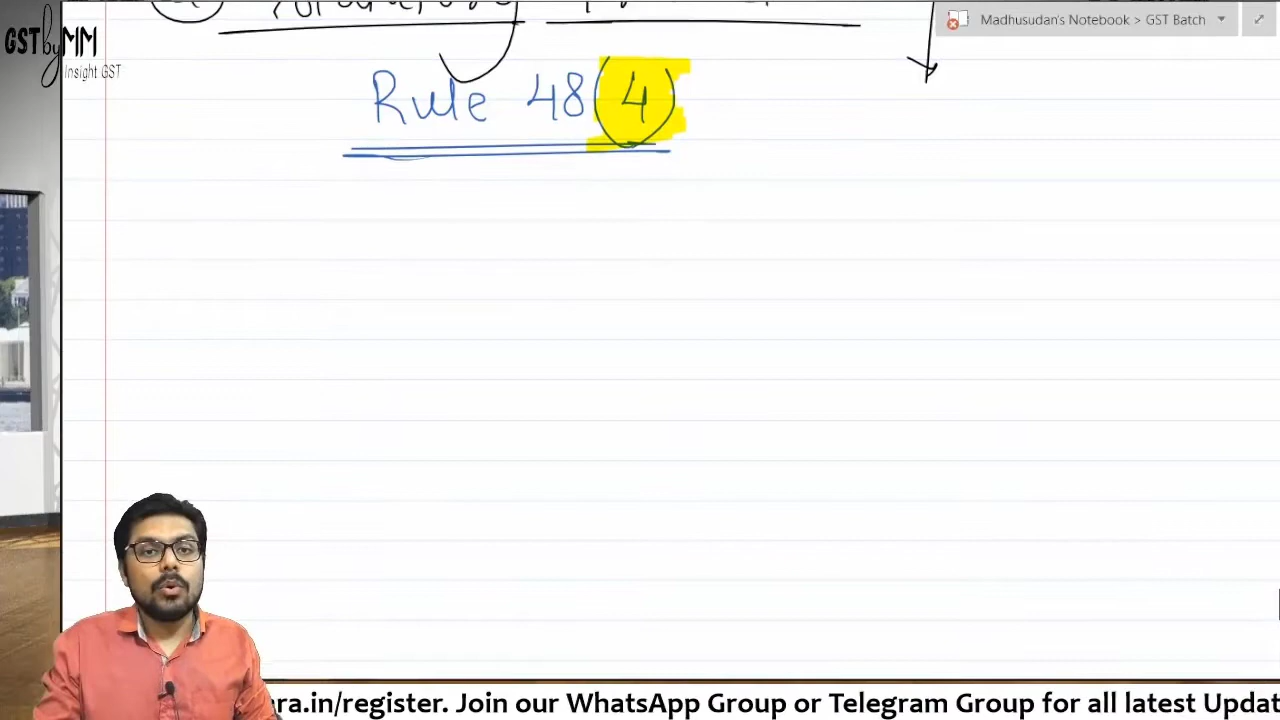 GST by MM
Insight GST
Madhusudan's Notebook > GST Batch
Rule 48(4)
ra.in/register. Join our WhatsApp Group or Telegram Group for all latest Updat